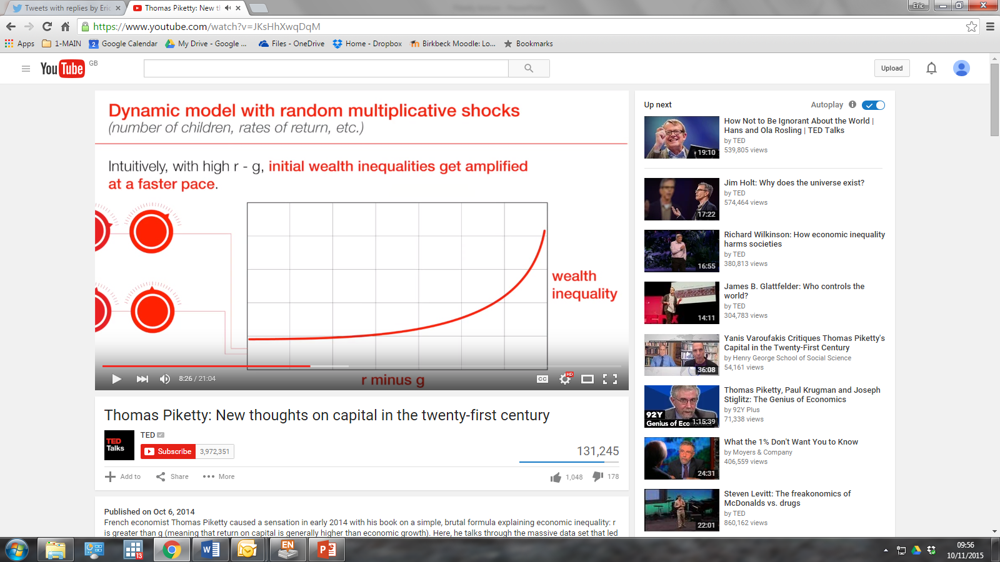 Tweets with replies by Eric
Thomas Piketty: New th
Eric
https://www.youtube.com/watch?v=JKsHhXwqDqM
Apps
1-MAIN
2
Google Calendar
My Drive - Google ...
Files - OneDrive
Home - Dropbox
Birkbeck Moodle: Lo...
Bookmarks
YouTube GB
Upload
Dynamic model with random multiplicative shocks
(number of children, rates of return, etc.)
Intuitively, with high r - g, initial wealth inequalities get amplified
at a faster pace.
wealth
inequality
r minus g
8:26 / 21:04
CC
HD
Thomas Piketty: New thoughts on capital in the twenty-first century
TED
Talks
TED
Subscribe 3,972,351
131,245
Add to
Share
More
1,048
178
Published on Oct 6, 2014
French economist Thomas Piketty caused a sensation in early 2014 with his book on a simple, brutal formula explaining economic inequality: r
is greater than g (meaning that return on capital is generally higher than economic growth). Here, he talks through the massive data set that led
Up next
Autoplay
19:10
How Not to Be Ignorant About the World |
Hans and Ola Rosling | TED Talks
by TED
539,805 views
17:22
Jim Holt: Why does the universe exist?
by TED
574,464 views
16:55
Richard Wilkinson: How economic inequality
harms societies
by TED
380,813 views
14:11
James B. Glattfelder: Who controls the
world?
by TED
304,783 views
36:08
Yanis Varoufakis Critiques Thomas Piketty's
Capital in the Twenty-First Century
by Henry George School of Social Science
54,161 views
92Y
Genius of Eco
1:15:39
Thomas Piketty, Paul Krugman and Joseph
Stiglitz: The Genius of Economics
by 92Y Plus
71,338 views
24:31
What the 1% Don't Want You to Know
by Moyers & Company
406,559 views
22:01
Steven Levitt: The freakonomics of
McDonalds vs. drugs
by TED
860,162 views
13
EN
09:56
10/11/2015